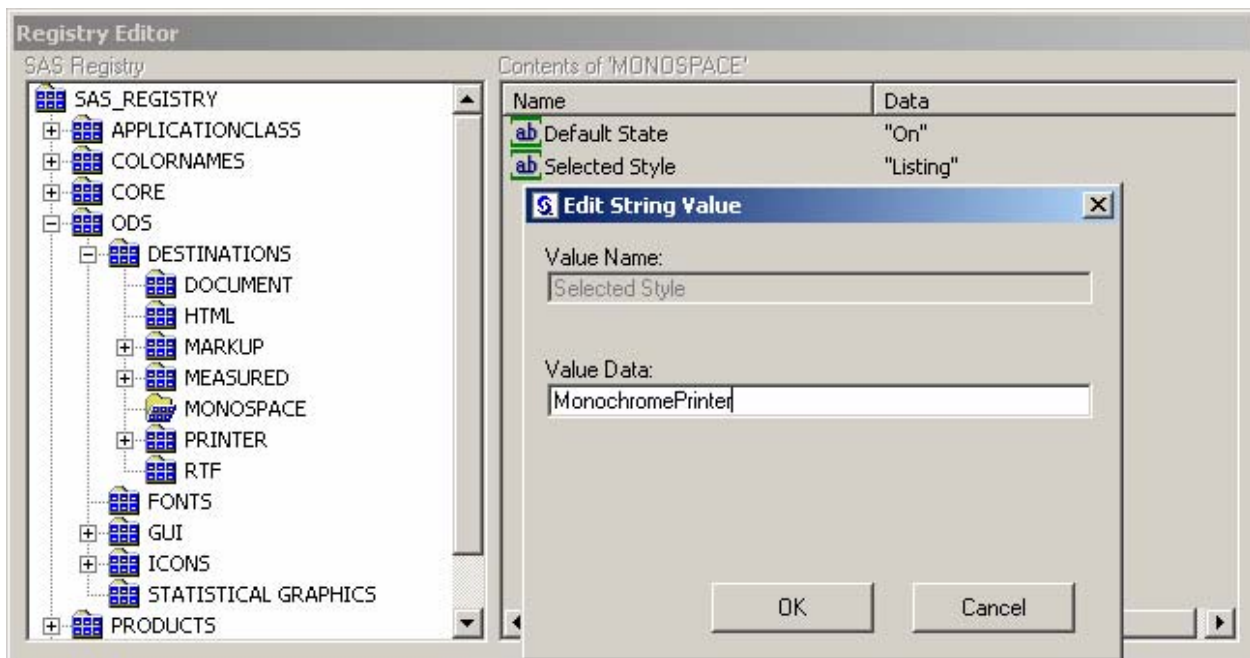 Registry Editor
SAS Registry
SAS_REGISTRY
APPLICATIONCLASS
COLORNAMES
CORE
ODS
DESTINATIONS
DOCUMENT
HTML
MARKUP
MEASURED
MONOSPACE
PRINTER
RTF
FONTS
GUI
ICONS
STATISTICAL GRAPHICS
PRODUCTS
Contents of 'MONOSPACE'
Name Data
ab Default State "On"
ab Selected Style "Listing"
Edit String Value
Value Name:
Selected Style
Value Data:
MonochromePrinter
OK Cancel